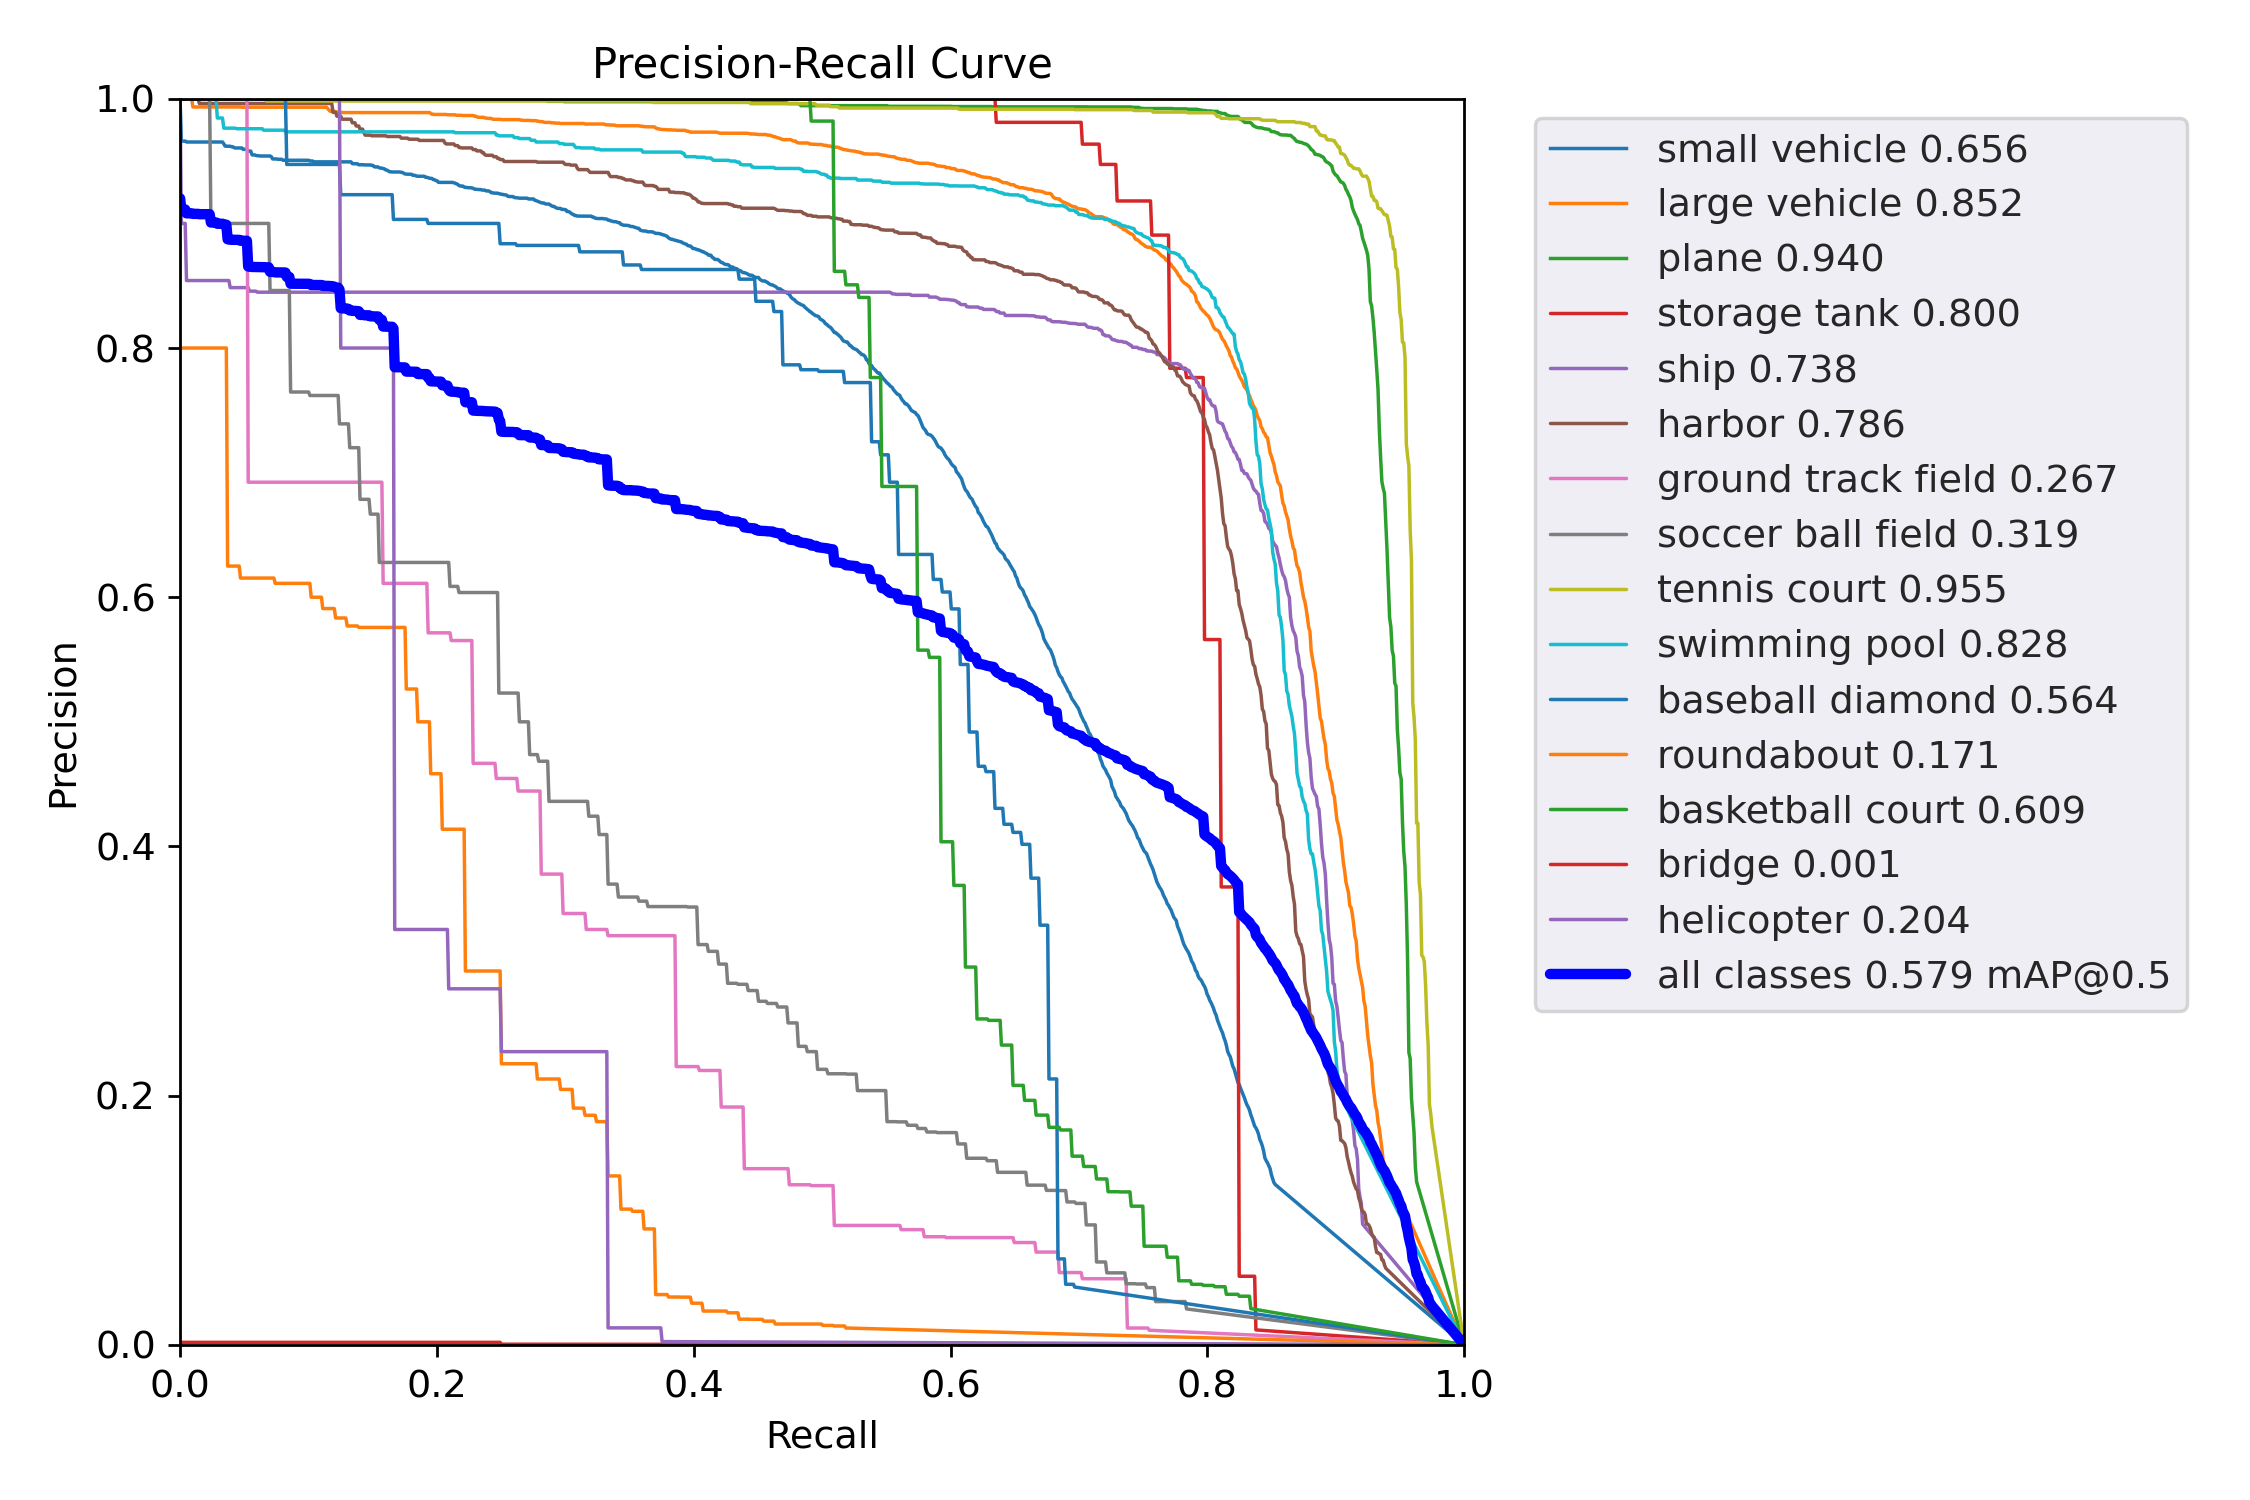 Precision-Recall Curve
1.0
0.8
0.6
0.4
0.2
0.0
Precision
0.0 0.2 0.4 0.6 0.8 1.0
Recall
small vehicle 0.656
large vehicle 0.852
plane 0.940
storage tank 0.800
ship 0.738
harbor 0.786
ground track field 0.267
soccer ball field 0.319
tennis court 0.955
swimming pool 0.828
baseball diamond 0.564
roundabout 0.171
basketball court 0.609
bridge 0.001
helicopter 0.204
all classes 0.579 mAP@0.5